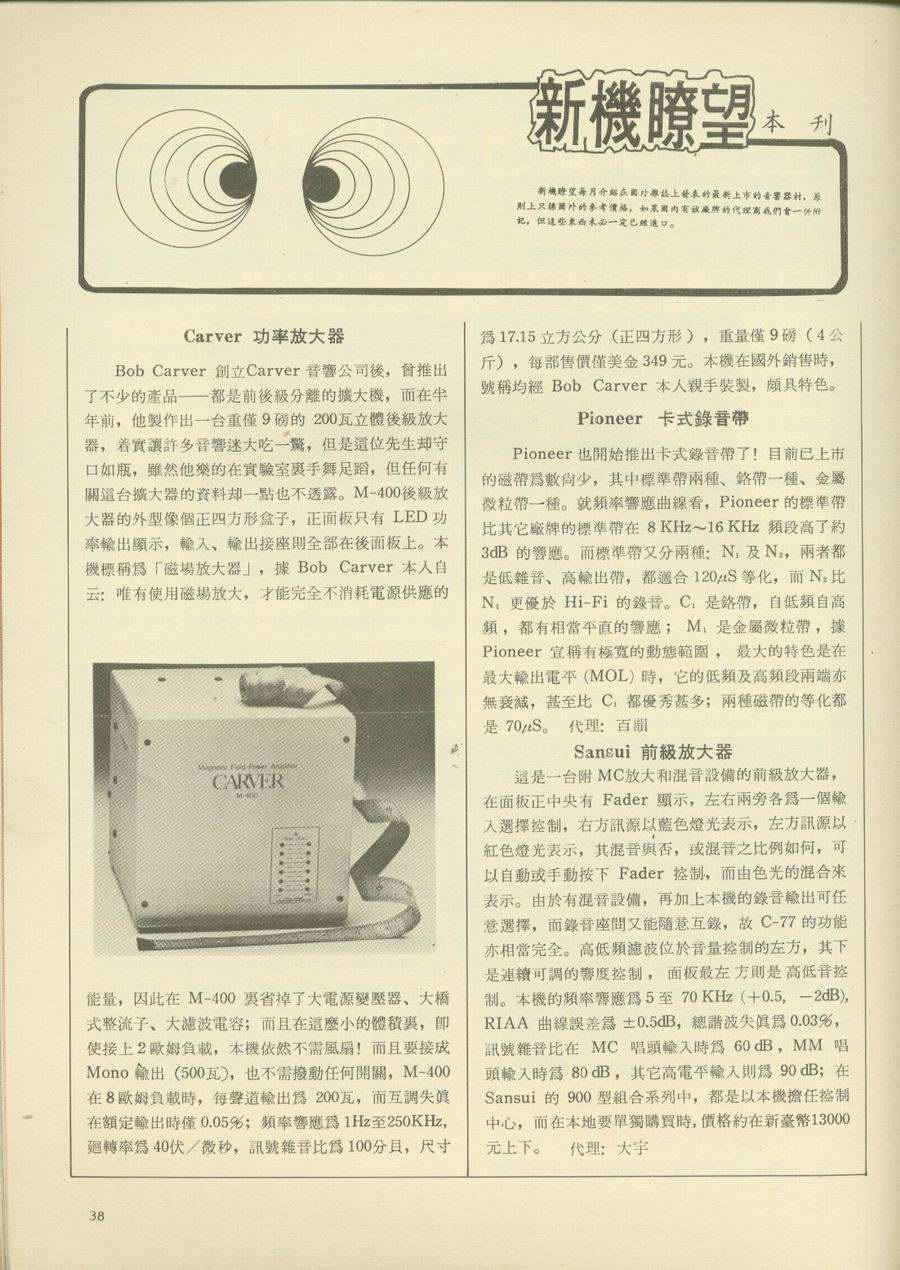 新機瞭望
本刊
新機瞭望每月介紹在國外雜誌上發表的最新上市的音響器材，原
則上只標國外的參考價格，如果國內有該廠牌的代理商我們會一併附
記，但這些東西未必一定已經進口。
Carver 功率放大器
Bob Carver 創立Carver 音響公司後，曾推出
了不少的產品——都是前後級分離的擴大機，而在半
年前，他製作出一台重僅9磅的 200瓦立體後級放大
器，着實讓許多音響迷大吃一驚，但是這位先生却守
口如瓶，雖然他樂的在實驗室裏手舞足蹈，但任何有
關這台擴大器的資料却一點也不透露。M-400後級放
大器的外型像個正四方形盒子，正面板只有 LED 功
率輸出顯示，輸入、輸出接座則全部在後面板上。本
機標稱爲「磁場放大器」，據 Bob Carver 本人自
云：唯有使用磁場放大，才能完全不消耗電源供應的
Magnetic Field Power Amplifier
CARVER
M-400
能量，因此在 M-400 裏省掉了大電源變壓器、大橋
式整流子、大濾波電容；而且在這麼小的體積裏，即
使接上2歐姆負載，本機依然不需風扇！而且要接成
Mono 輸出（500瓦），也不需撥動任何開關，M-400
在8歐姆負載時，每聲道輸出爲 200瓦，而互調失眞
在額定輸出時僅 0.05%；頻率響應爲 1Hz至250KHz，
廻轉率爲 40伏／微秒，訊號雜音比爲 100分貝，尺寸
爲 17.15 立方公分（正四方形），重量僅9磅（4公
斤），每部售價僅美金 349 元。本機在國外銷售時，
號稱均經 Bob Carver 本人親手裝製，頗具特色。
Pioneer 卡式錄音帶
Pioneer 也開始推出卡式錄音帶了！目前已上市
的磁帶爲數尙少，其中標準帶兩種、鉻帶一種、金屬
微粒帶一種。就頻率響應曲線看，Pioneer 的標準帶
比其它廠牌的標準帶在 8 KHz～16 KHz 頻段高了約
3dB 的響應。而標準帶又分兩種：N₁ 及 N₂，兩者都
是低雜音、高輸出帶，都適合 120μS 等化，而 N₂ 比
N₁ 更優於 Hi-Fi 的錄音。C₁ 是鉻帶，自低頻自高
頻，都有相當平直的響應；M₁ 是金屬微粒帶，據
Pioneer 宣稱有極寬的動態範圍，最大的特色是在
最大輸出電平 (MOL) 時，它的低頻及高頻段兩端亦
無衰減，甚至比 C₁ 都優秀甚多；兩種磁帶的等化都
是 70μS。 代理：百韻
Sansui 前級放大器
這是一台附 MC放大和混音設備的前級放大器，
在面板正中央有 Fader 顯示，左右兩旁各爲一個輸
入選擇控制，右方訊源以藍色燈光表示，左方訊源以
紅色燈光表示，其混音與否，或混音之比例如何，可
以自動或手動按下 Fader 控制，而由色光的混合來
表示。由於有混音設備，再加上本機的錄音輸出可任
意選擇，而錄音座間又能隨意互錄，故 C-77 的功能
亦相當完全。高低頻濾波位於音量控制的左方，其下
是連續可調的響度控制，面板最左方則是高低音控
制。本機的頻率響應爲 5 至 70 KHz (+0.5, －2dB),
RIAA 曲線誤差爲 ±0.5dB，總諧波失眞爲 0.03%，
訊號雜音比在 MC 唱頭輸入時爲 60 dB，MM 唱
頭輸入時爲 80 dB，其它高電平輸入則爲 90 dB；在
Sansui 的 900 型組合系列中，都是以本機擔任控制
中心，而在本地要單獨購買時，價格約在新臺幣13000
元上下。 代理：大宇
38